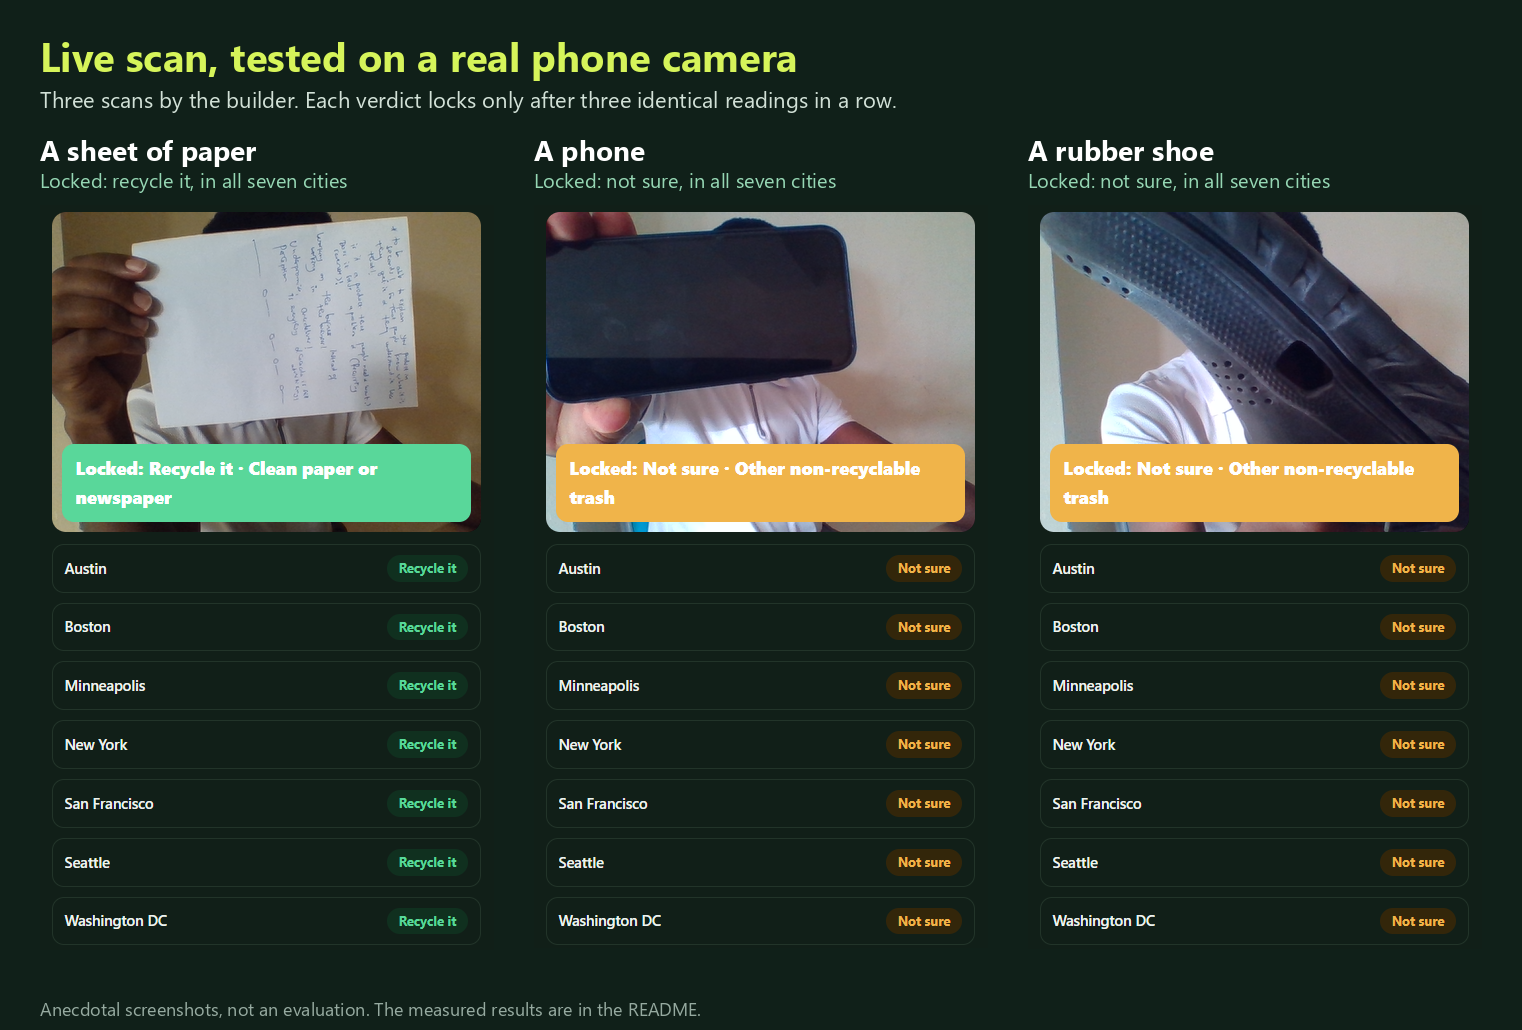 Live scan, tested on a real phone camera
Three scans by the builder. Each verdict locks only after three identical readings in a row.
A sheet of paper
Locked: recycle it, in all seven cities
Locked: Recycle it · Clean paper or
newspaper
Austin Recycle it
Boston Recycle it
Minneapolis Recycle it
New York Recycle it
San Francisco Recycle it
Seattle Recycle it
Washington DC Recycle it
A phone
Locked: not sure, in all seven cities
Locked: Not sure · Other non-recyclable
trash
Austin Not sure
Boston Not sure
Minneapolis Not sure
New York Not sure
San Francisco Not sure
Seattle Not sure
Washington DC Not sure
A rubber shoe
Locked: not sure, in all seven cities
Locked: Not sure · Other non-recyclable
trash
Austin Not sure
Boston Not sure
Minneapolis Not sure
New York Not sure
San Francisco Not sure
Seattle Not sure
Washington DC Not sure
Anecdotal screenshots, not an evaluation. The measured results are in the README.